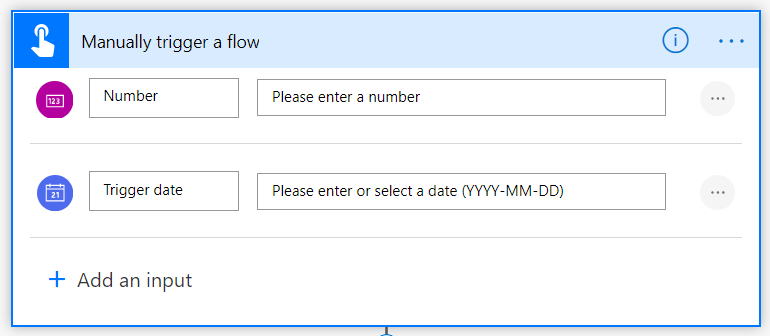 Manually trigger a flow
123
Number
Please enter a number
21
Trigger date
Please enter or select a date (YYYY-MM-DD)
+ Add an input